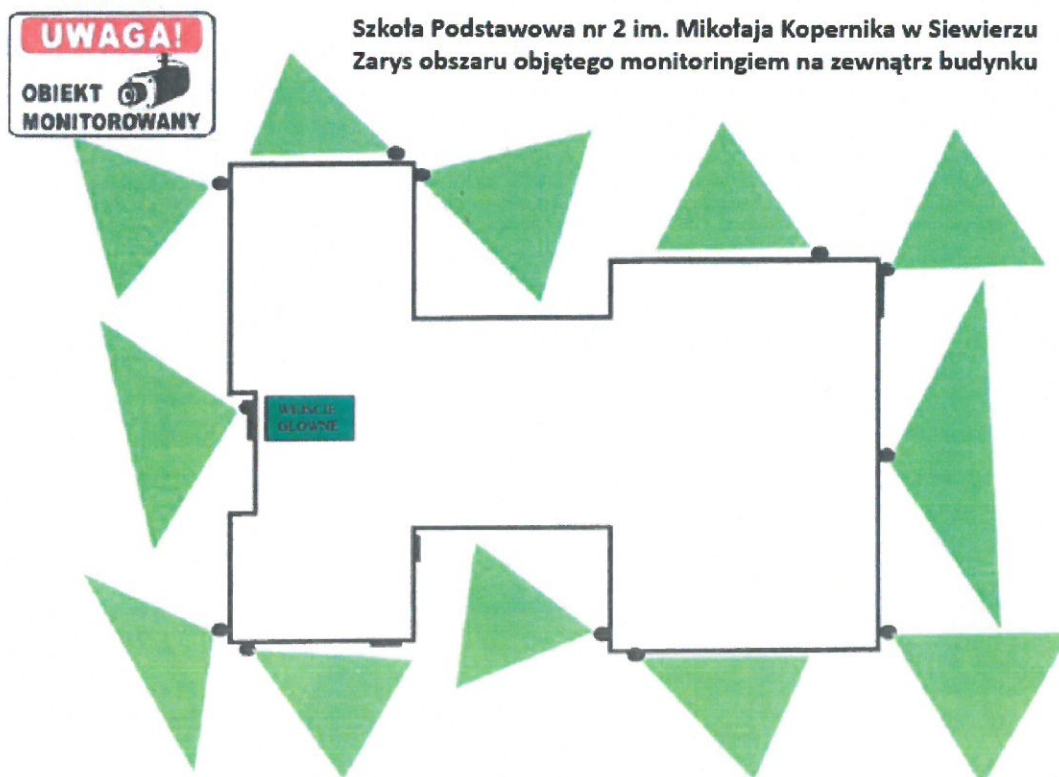 UWAGA!
OBIEKT
MONITOROWANY
Szkoła Podstawowa nr 2 im. Mikołaja Kopernika w Siewierzu
Zarys obszaru objętego monitoringiem na zewnątrz budynku
WEJŚCIE
GŁÓWNE